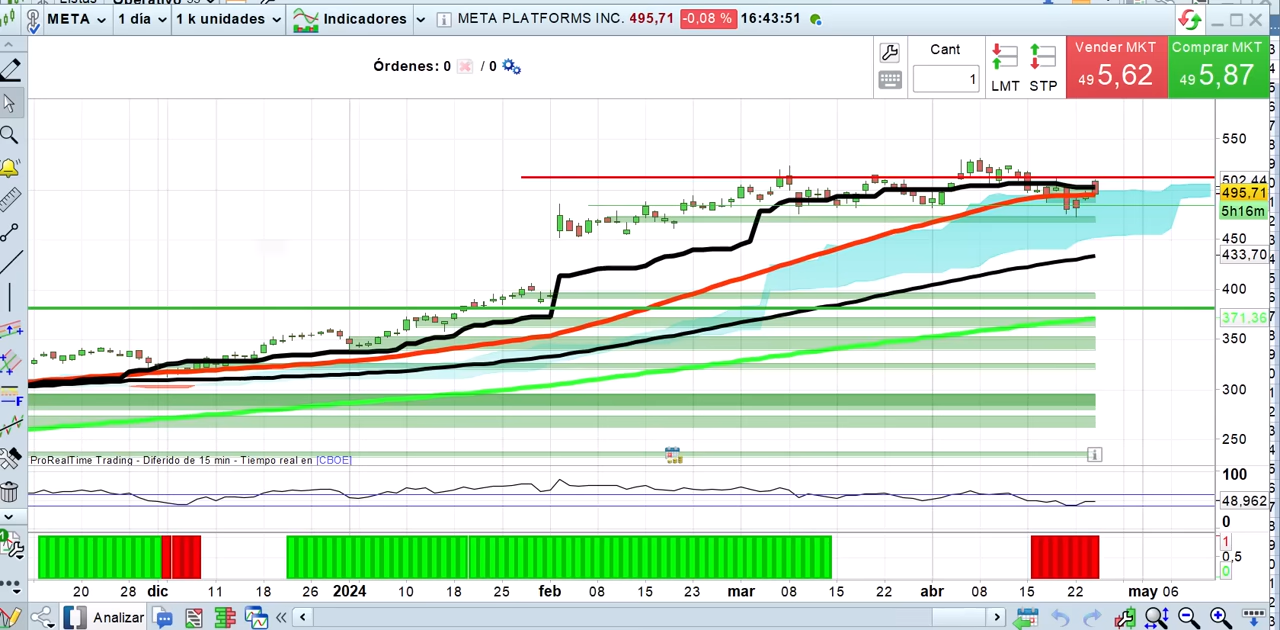 META 1 día 1 k unidades Indicadores META PLATFORMS INC. 495,71 -0,08 % 16:43:51
Órdenes: 0 / 0
Cant
1
LMT STP
Vender MKT
49 5,62
Comprar MKT
49 5,87
550
502,44
495,71
5h16m
450
433,70
400
371,36
350
300
250
ProRealTime Trading - Diferido de 15 min - Tiempo real en [CBOE]
100
48,962
0
1
0,5
0
20 28 dic 11 18 26 2024 10 18 25 feb 08 15 23 mar 08 15 22 abr 08 15 22 may 06
Analizar